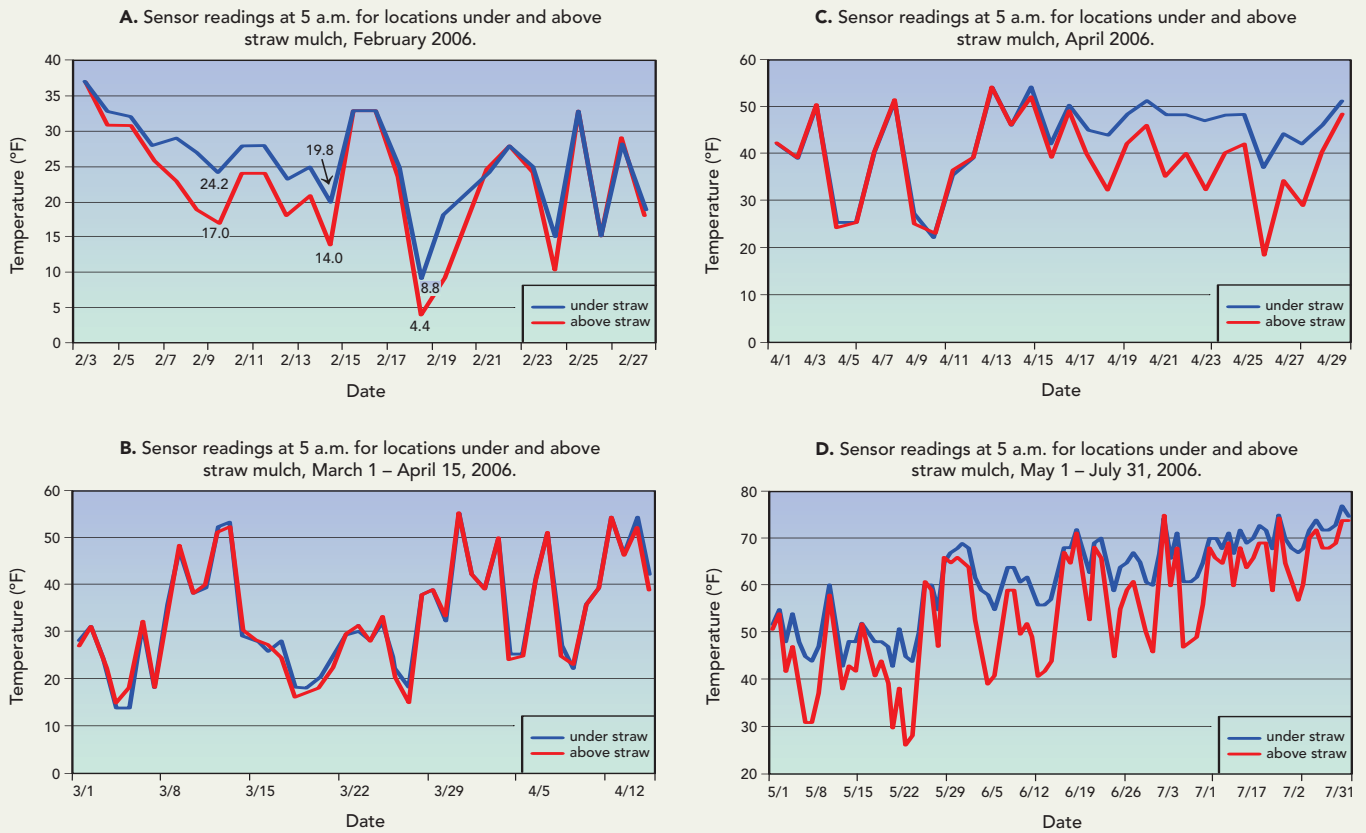 A. Sensor readings at 5 a.m. for locations under and above
straw mulch, February 2006.
Temperature (°F)
40
35
30
25
20
15
10
5
0
19.8
24.2
17.0
14.0
8.8
4.4
under straw
above straw
2/3 2/5 2/7 2/9 2/11 2/13 2/15 2/17 2/19 2/21 2/23 2/25 2/27
Date
C. Sensor readings at 5 a.m. for locations under and above
straw mulch, April 2006.
Temperature (°F)
60
50
40
30
20
10
0
under straw
above straw
4/1 4/3 4/5 4/7 4/9 4/11 4/13 4/15 4/17 4/19 4/21 4/23 4/25 4/27 4/29
Date
B. Sensor readings at 5 a.m. for locations under and above
straw mulch, March 1 – April 15, 2006.
Temperature (°F)
60
50
40
30
20
10
0
under straw
above straw
3/1 3/8 3/15 3/22 3/29 4/5 4/12
Date
D. Sensor readings at 5 a.m. for locations under and above
straw mulch, May 1 – July 31, 2006.
Temperature (°F)
80
70
60
50
40
30
20
under straw
above straw
5/1 5/8 5/15 5/22 5/29 6/5 6/12 6/19 6/26 7/3 7/1 7/17 7/2 7/31
Date